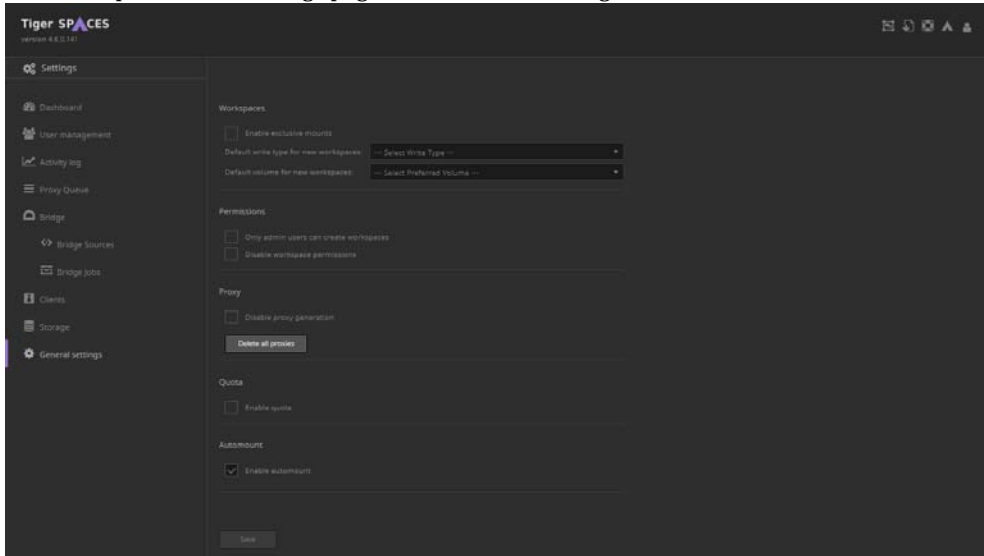 Tiger SPACES
version 4.6.0.141
Settings
Dashboard
User management
Activity log
Proxy Queue
Bridge
Bridge Sources
Bridge Jobs
Clients
Storage
General settings
Workspaces
Enable exclusive mounts
Default write type for new workspaces: --- Select Write Type ---
Default volume for new workspaces: --- Select Preferred Volume ---
Permissions
Only admin users can create workspaces
Disable workspace permissions
Proxy
Disable proxy generation
Delete all proxies
Quota
Enable quota
Automount
Enable automount
Save